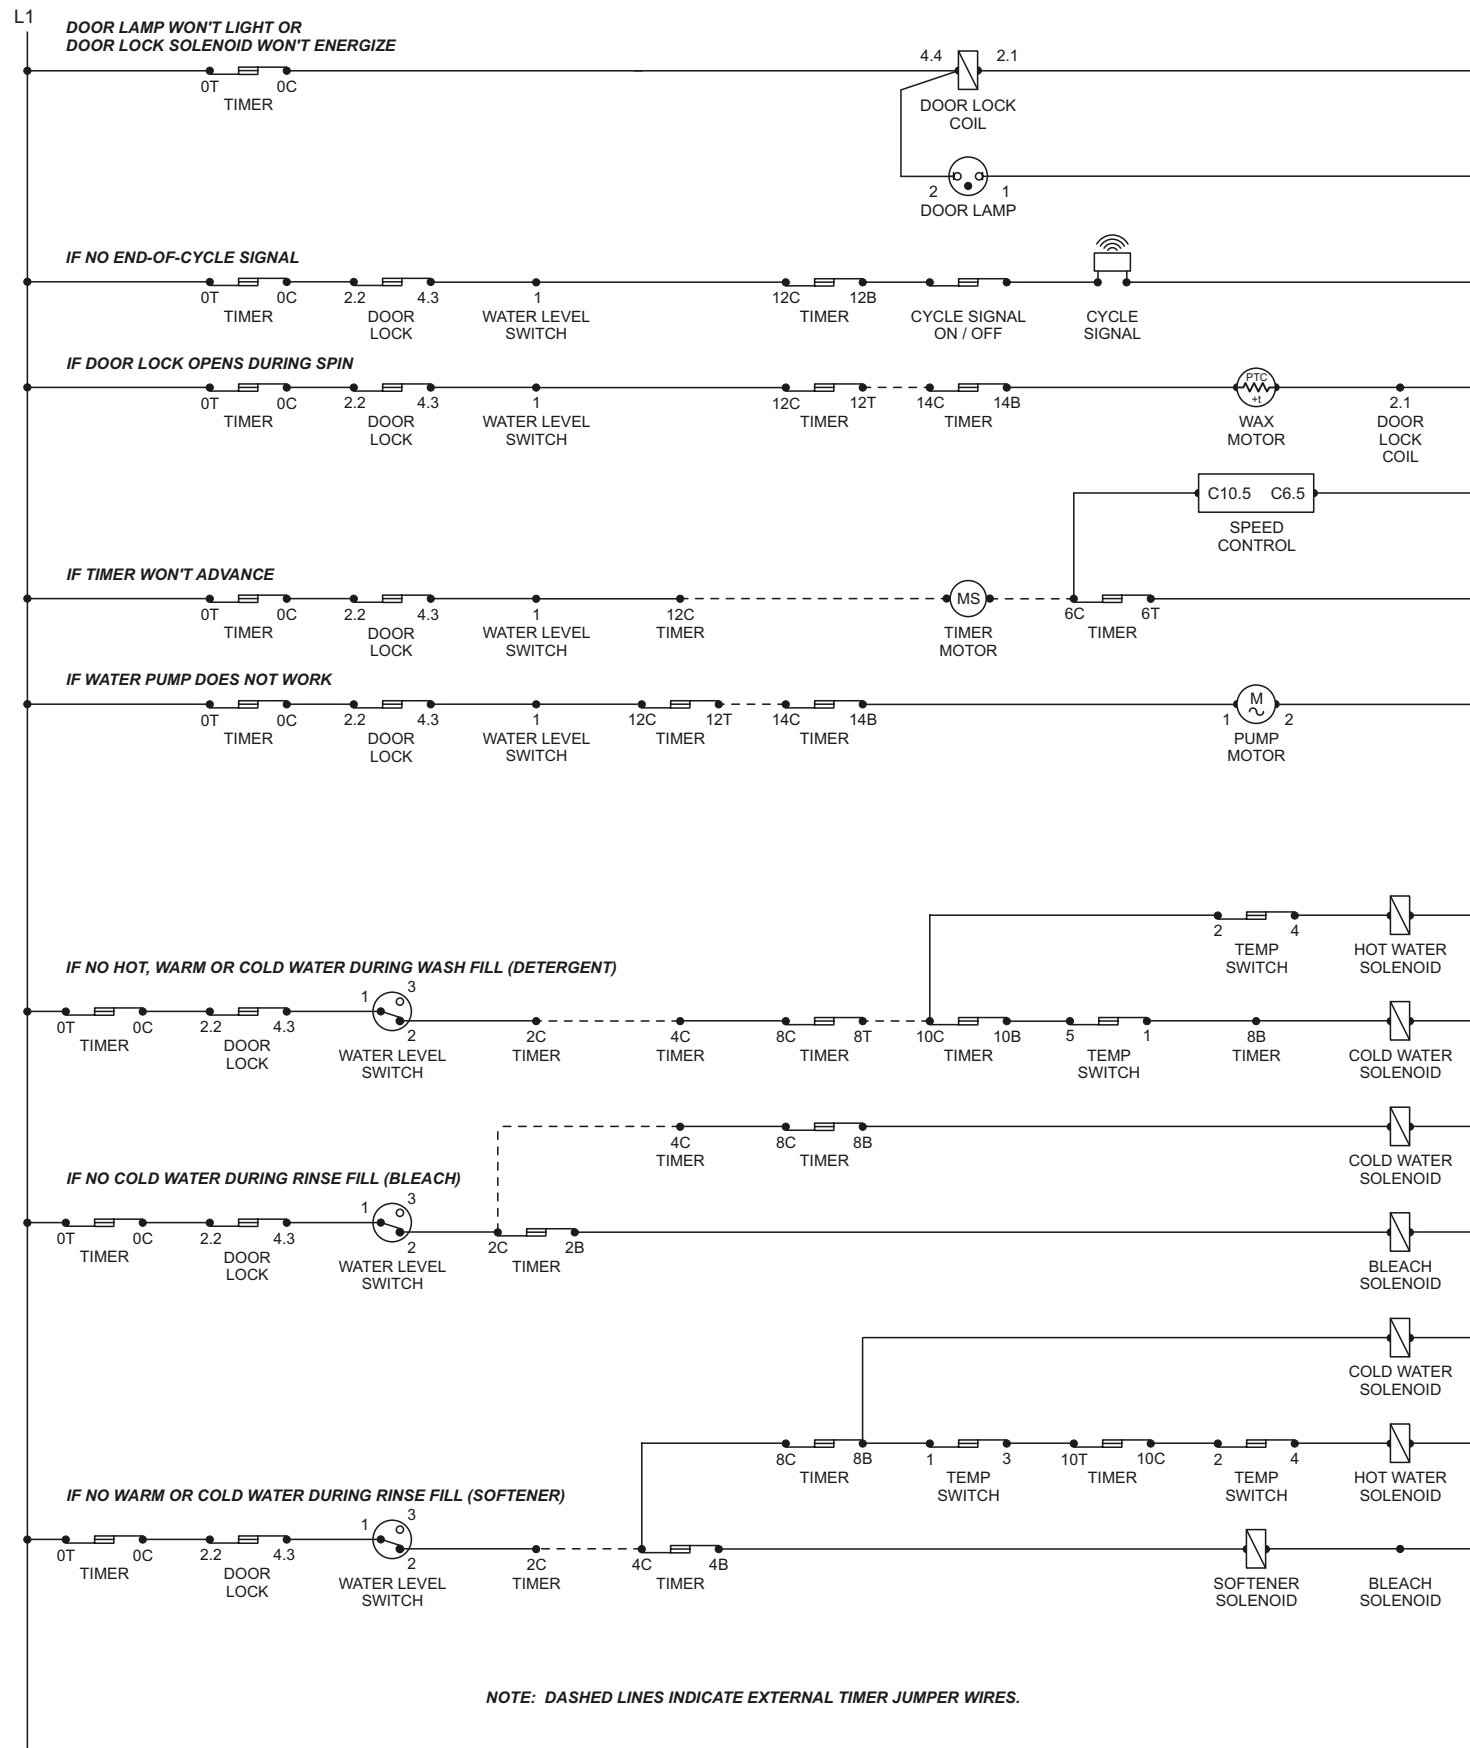 L1
DOOR LAMP WON'T LIGHT OR
DOOR LOCK SOLENOID WON'T ENERGIZE
4.4 2.1
0T 0C
TIMER
DOOR LOCK
COIL
2 1
DOOR LAMP
IF NO END-OF-CYCLE SIGNAL
0T 0C 2.2 4.3 1 12C 12B
TIMER DOOR WATER LEVEL TIMER CYCLE SIGNAL CYCLE
LOCK SWITCH ON / OFF SIGNAL
IF DOOR LOCK OPENS DURING SPIN
PTC
+t
0T 0C 2.2 4.3 1 12C 12T 14C 14B 2.1
TIMER DOOR WATER LEVEL TIMER TIMER WAX DOOR
LOCK SWITCH MOTOR LOCK
COIL
C10.5 C6.5
SPEED
CONTROL
IF TIMER WON'T ADVANCE
MS
0T 0C 2.2 4.3 1 12C 6C 6T
TIMER DOOR WATER LEVEL TIMER TIMER TIMER
LOCK SWITCH MOTOR
IF WATER PUMP DOES NOT WORK
M
0T 0C 2.2 4.3 1 12C 12T 14C 14B 1 2
TIMER DOOR WATER LEVEL TIMER TIMER PUMP
LOCK SWITCH MOTOR
2 4
TEMP HOT WATER
SWITCH SOLENOID
IF NO HOT, WARM OR COLD WATER DURING WASH FILL (DETERGENT)
1 3
0T 0C 2.2 4.3 2 2C 4C 8C 8T 10C 10B 5 1 8B
TIMER DOOR WATER LEVEL TIMER TIMER TIMER TIMER TEMP TIMER COLD WATER
LOCK SWITCH SWITCH SOLENOID
4C 8C 8B
TIMER TIMER COLD WATER
SOLENOID
IF NO COLD WATER DURING RINSE FILL (BLEACH)
1 3
0T 0C 2.2 4.3 2 2C 2B
TIMER DOOR WATER LEVEL TIMER BLEACH
LOCK SWITCH SOLENOID
COLD WATER
SOLENOID
8C 8B 1 3 10T 10C 2 4
TIMER TEMP TIMER TEMP HOT WATER
SWITCH SWITCH SOLENOID
IF NO WARM OR COLD WATER DURING RINSE FILL (SOFTENER)
1 3
0T 0C 2.2 4.3 2 2C 4C 4B
TIMER DOOR WATER LEVEL TIMER TIMER SOFTENER BLEACH
LOCK SWITCH SOLENOID SOLENOID
NOTE: DASHED LINES INDICATE EXTERNAL TIMER JUMPER WIRES.